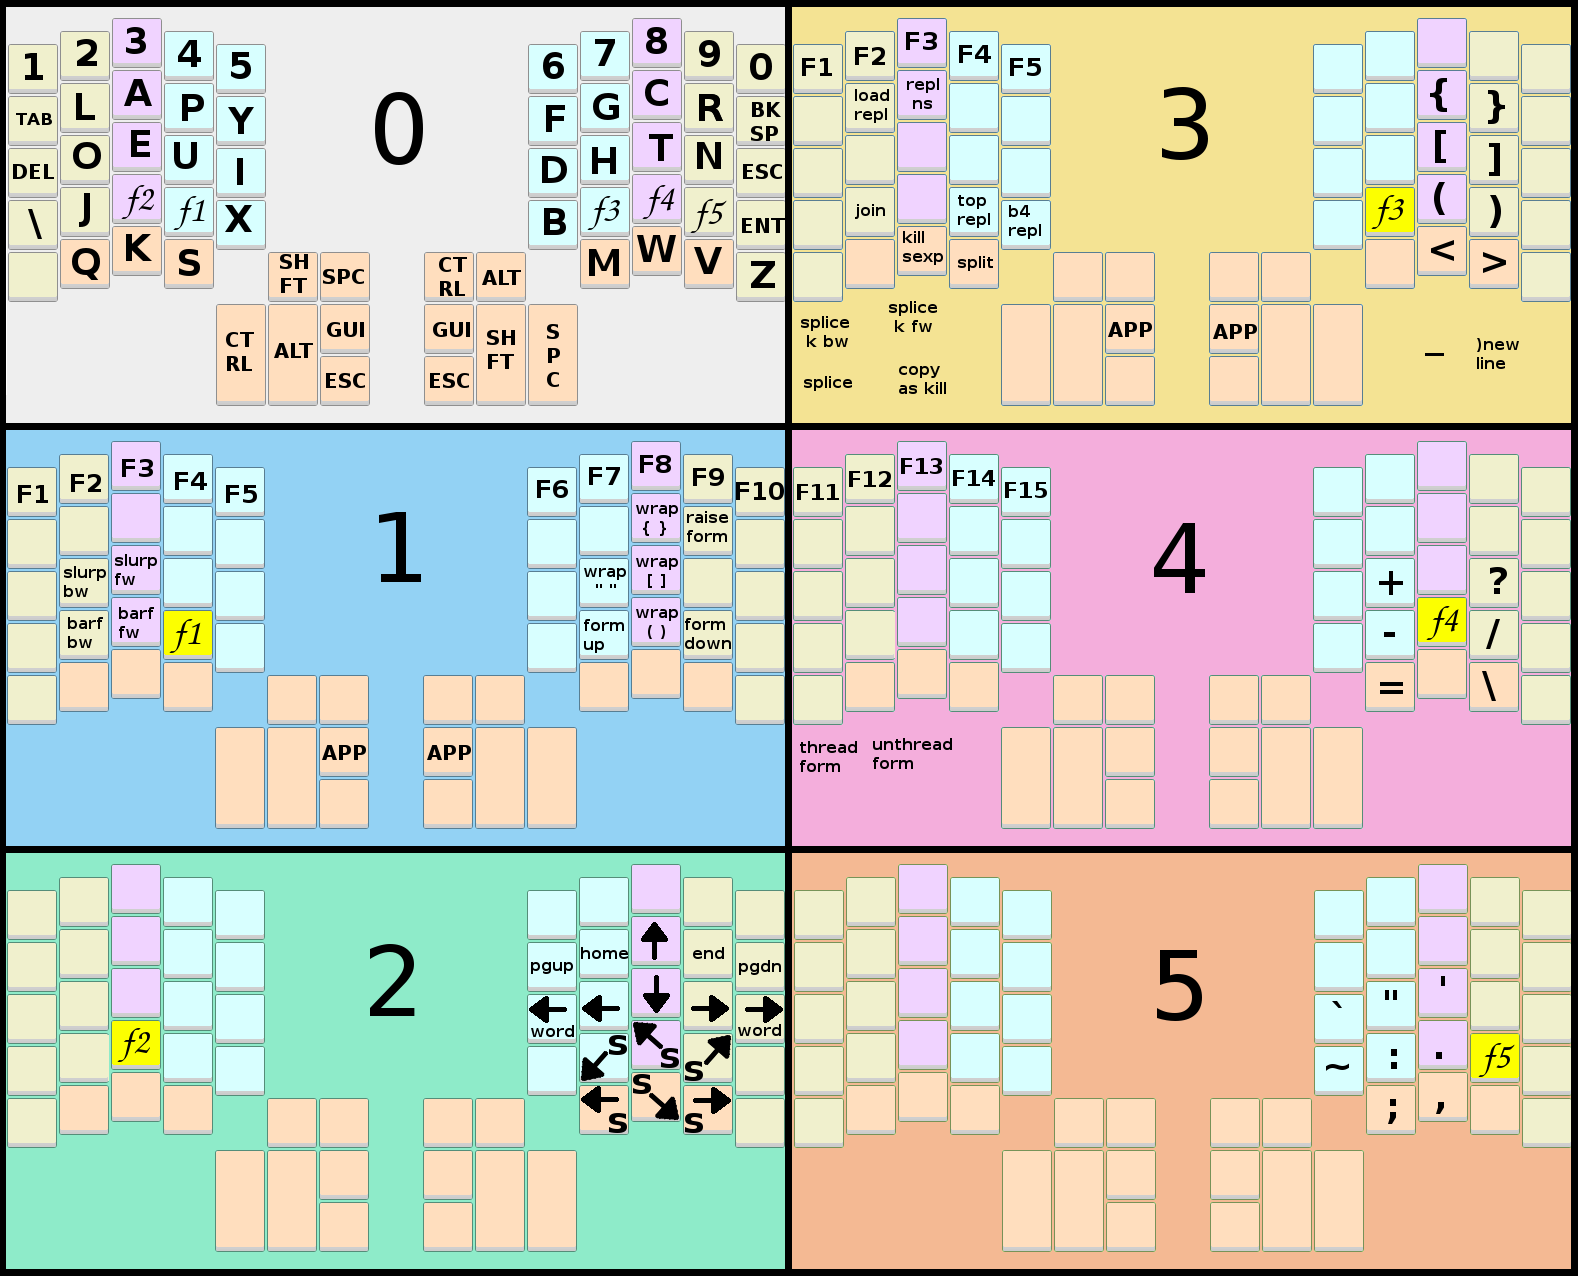 1 2 3 4 5 0 6 7 8 9 0
TAB L A P Y F G C R BK
SP
DEL O E U I D H T N ESC
\ J f2 f1 X B f3 f4 f5 ENT
Q K S M W V Z
SH
FT
SPC
CT
RL
ALT
CT
RL
ALT
GUI
ESC
GUI
ESC
SH
FT
S
P
C
F1 F2 F3 F4 F5 3
load
repl
repl
ns
{ }
[ ]
join
top
repl
b4
repl
f3 ( )
kill
sexp
split
< >
splice
k bw
splice
k fw
APP APP
splice
copy
as kill
–
)new
line
F1 F2 F3 F4 F5 1 F6 F7 F8 F9 F10
wrap
{ }
raise
form
slurp
bw
slurp
fw
wrap
" "
wrap
[ ]
barf
bw
barf
fw
f1
form
up
wrap
( )
form
down
APP APP
F11 F12 F13 F14 F15 4
+ ?
- f4 /
= \
thread
form
unthread
form
2
pgup home end pgdn
word word
f2 S S S
S S S
5
` " '
~ : . f5
; ,